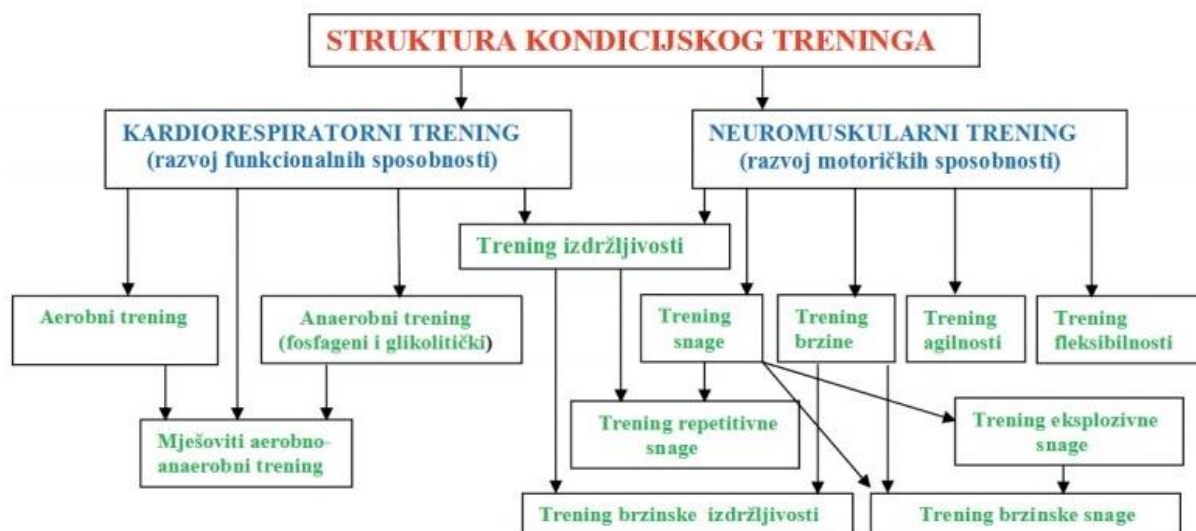 STRUKTURA KONDICIJSKOG TRENINGA
KARDIORESPIRATORNI TRENING
(razvoj funkcionalnih sposobnosti)
NEUROMUSKULARNI TRENING
(razvoj motoričkih sposobnosti)
Trening izdržljivosti
Aerobni trening
Anaerobni trening
(fosfageni i glikolitički)
Trening
snage
Trening
brzine
Trening
agilnosti
Trening
fleksibilnosti
Mješoviti aerobno-
anaerobni trening
Trening repetitivne
snage
Trening eksplozivne
snage
Trening brzinske izdržljivosti
Trening brzinske snage